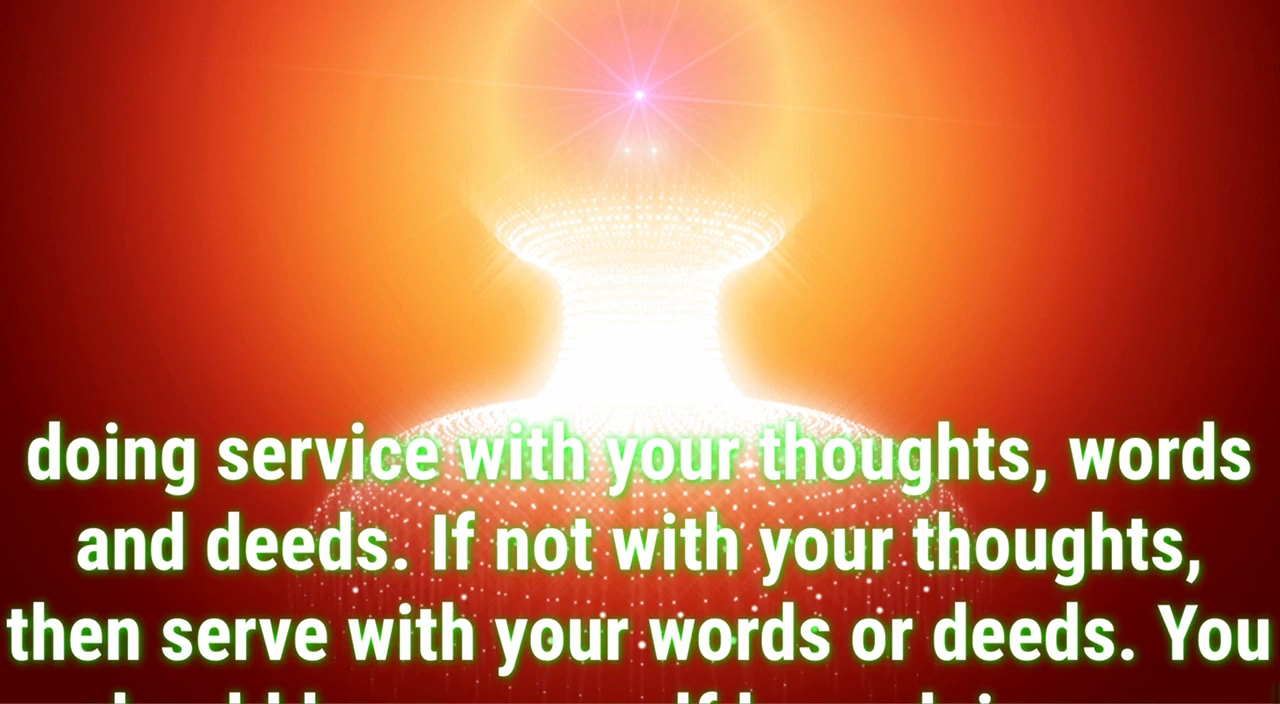 doing service with your thoughts, words
and deeds. If not with your thoughts,
then serve with your words or deeds. You